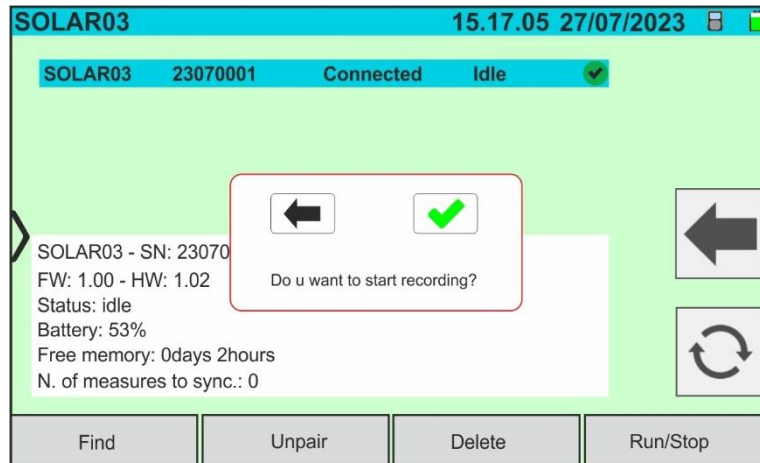 SOLAR03 15.17.05 27/07/2023
SOLAR03 23070001 Connected Idle
Do u want to start recording?
SOLAR03 - SN: 23070
FW: 1.00 - HW: 1.02
Status: idle
Battery: 53%
Free memory: 0days 2hours
N. of measures to sync.: 0
Find Unpair Delete Run/Stop